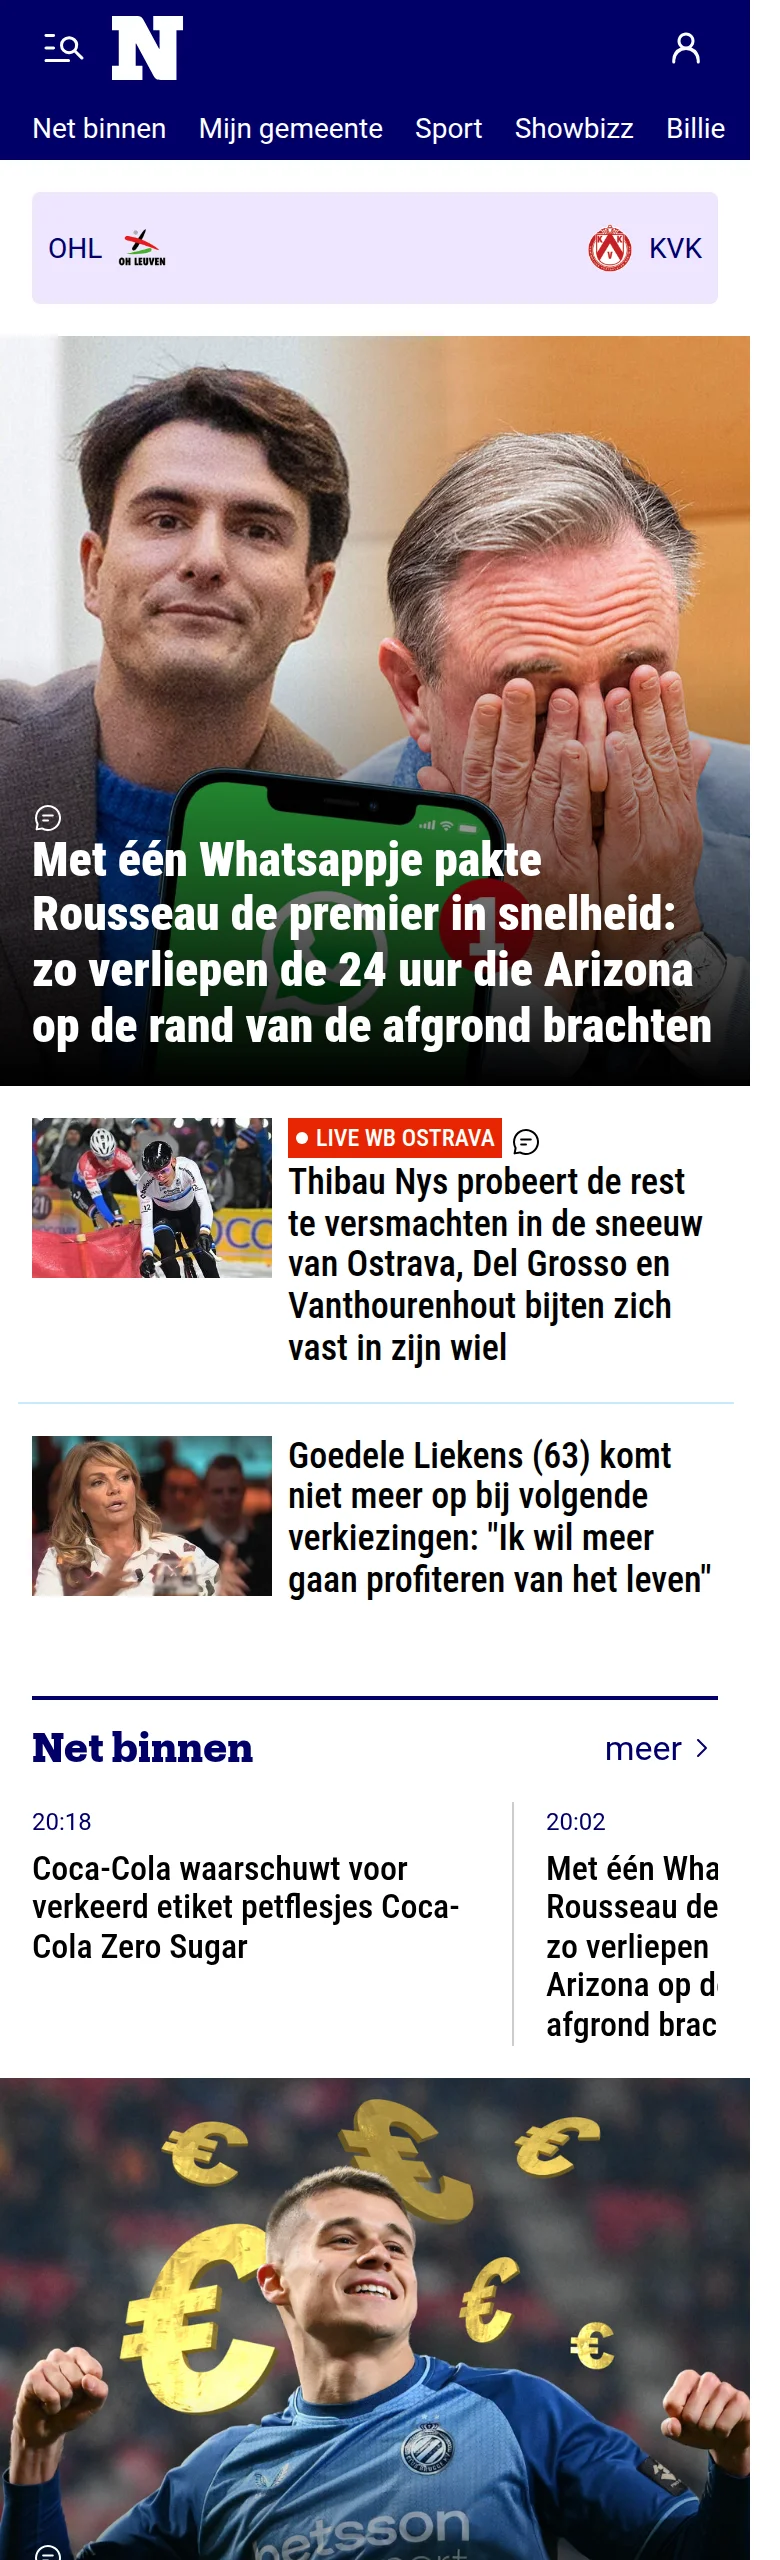 N
Net binnen Mijn gemeente Sport Showbizz Billie
OHL OH LEUVEN KVK
1
Met één Whatsappje pakte
Rousseau de premier in snelheid:
zo verliepen de 24 uur die Arizona
op de rand van de afgrond brachten
LIVE WB OSTRAVA
Thibau Nys probeert de rest
te versmachten in de sneeuw
van Ostrava, Del Grosso en
Vanthourenhout bijten zich
vast in zijn wiel
Goedele Liekens (63) komt
niet meer op bij volgende
verkiezingen: "Ik wil meer
gaan profiteren van het leven"
Net binnen meer
20:18
Coca-Cola waarschuwt voor
verkeerd etiket petflesjes Coca-
Cola Zero Sugar
20:02
Met één Wha
Rousseau de
zo verliepen
Arizona op d
afgrond brac
betsson